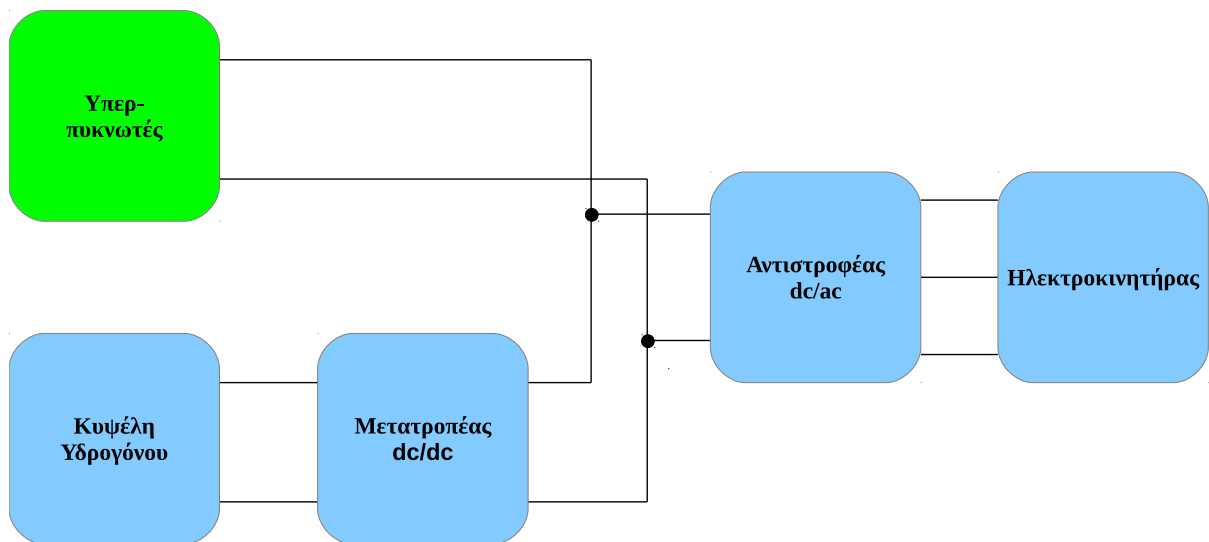 Υπερ-
πυκνωτές
Αντιστροφέας
dc/ac
Ηλεκτροκινητήρας
Κυψέλη
Υδρογόνου
Μετατροπέας
dc/dc